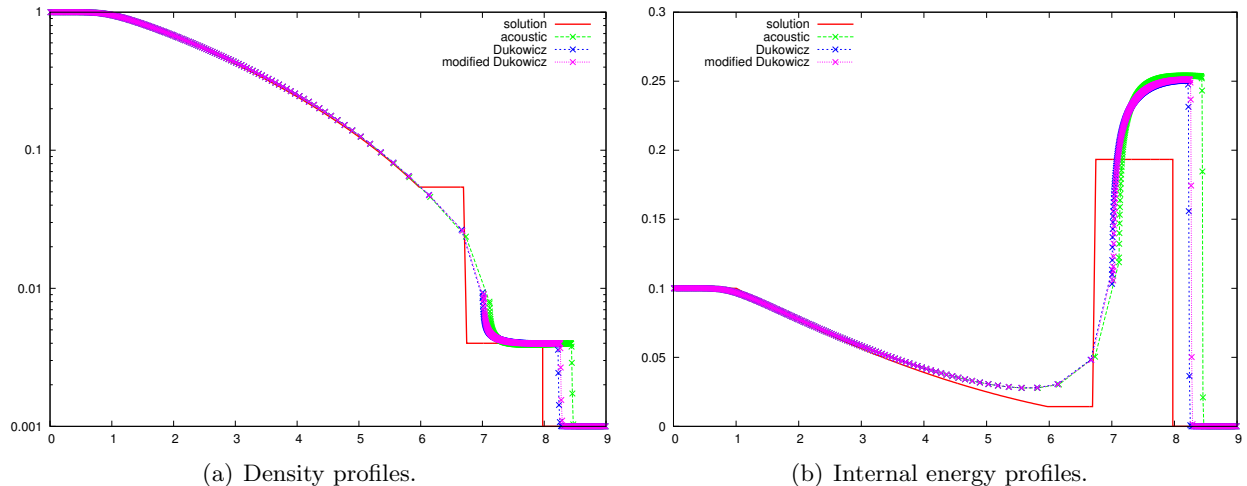 1
0.1
0.01
0.001
0 1 2 3 4 5 6 7 8 9
solution
acoustic
Dukowicz
modified Dukowicz
(a) Density profiles.
0.3
0.25
0.2
0.15
0.1
0.05
0
0 1 2 3 4 5 6 7 8 9
solution
acoustic
Dukowicz
modified Dukowicz
(b) Internal energy profiles.